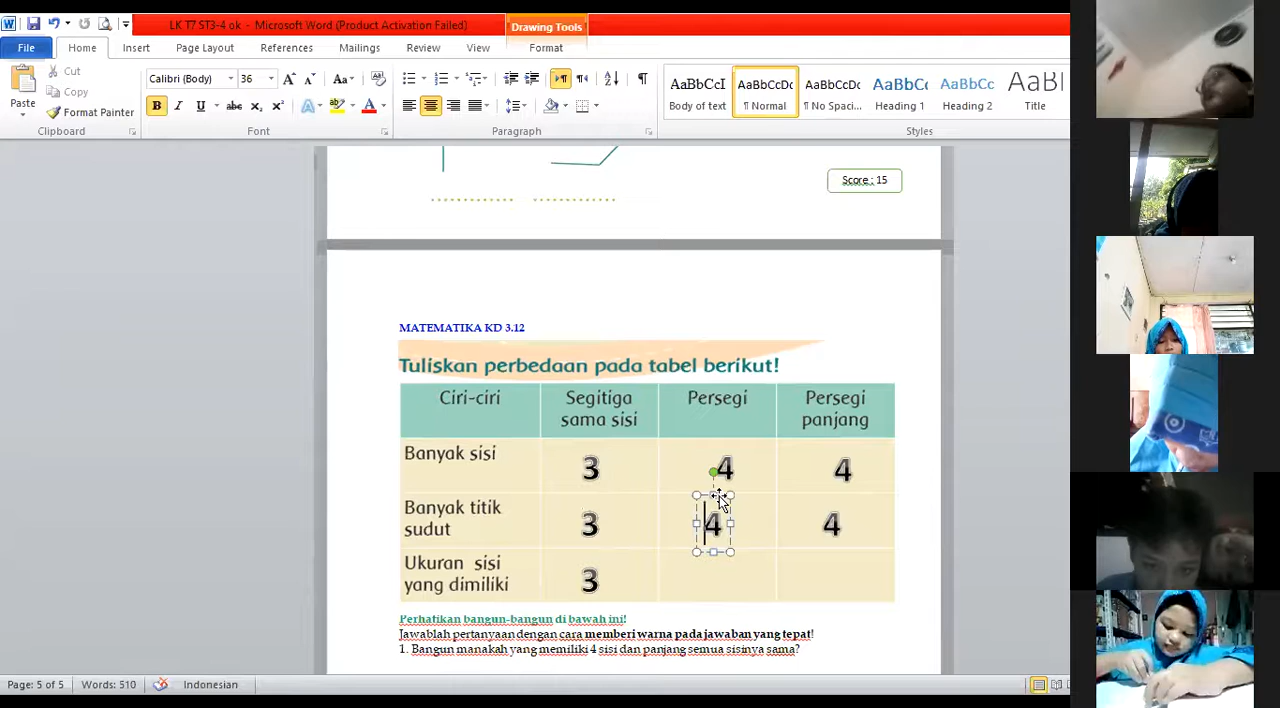 LK T7 ST3-4 ok - Microsoft Word (Product Activation Failed)
Drawing Tools
File Home Insert Page Layout References Mailings Review View Format
Paste
Cut
Copy
Format Painter
Calibri (Body) 36
AaBbCcI AaBbCcDc AaBbCcDc AaBbCc AaBbCc AaBI
Body of text ¶ Normal ¶ No Spaci... Heading 1 Heading 2 Title
Clipboard Font Paragraph Styles
Score : 15
MATEMATIKA KD 3.12
Tuliskan perbedaan pada tabel berikut!
Ciri-ciri Segitiga sama sisi Persegi Persegi panjang
Banyak sisi 3 4 4
Banyak titik sudut 3 4 4
Ukuran sisi yang dimiliki 3
Perhatikan bangun-bangun di bawah ini!
Jawablah pertanyaan dengan cara memberi warna pada jawaban yang tepat!
1. Bangun manakah yang memiliki 4 sisi dan panjang semua sisinya sama?
Page: 5 of 5 Words: 510 Indonesian